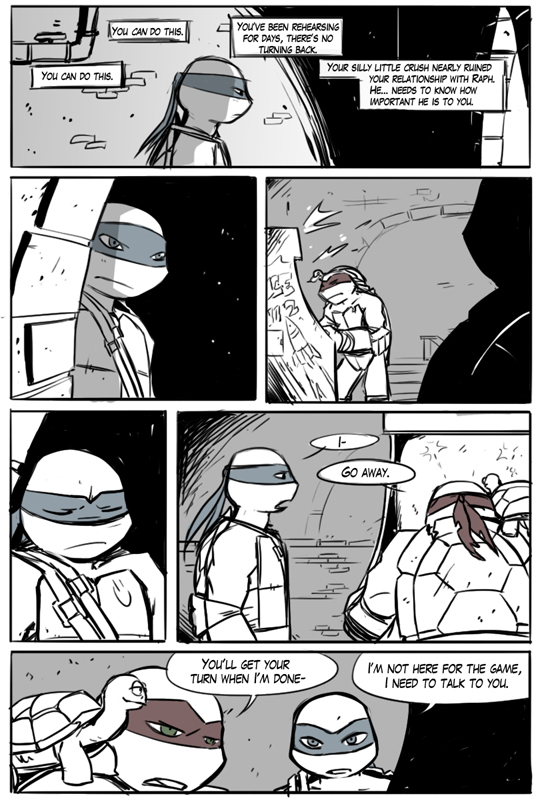 YOU CAN DO THIS.
YOU'VE BEEN REHEARSING
FOR DAYS, THERE'S NO
TURNING BACK.
YOU CAN DO THIS.
YOUR SILLY LITTLE CRUSH NEARLY RUINED
YOUR RELATIONSHIP WITH RAPH.
HE... NEEDS TO KNOW HOW
IMPORTANT HE IS TO YOU.
I-
GO AWAY.
YOU'LL GET YOUR
TURN WHEN I'M DONE-
I'M NOT HERE FOR THE GAME,
I NEED TO TALK TO YOU.